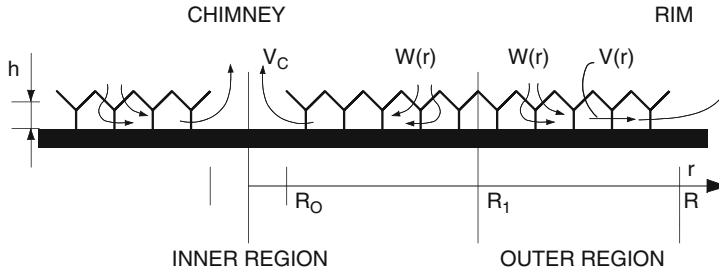 CHIMNEY RIM
h V_C W(r) W(r) V(r)
r
R_O R_1 R
INNER REGION OUTER REGION